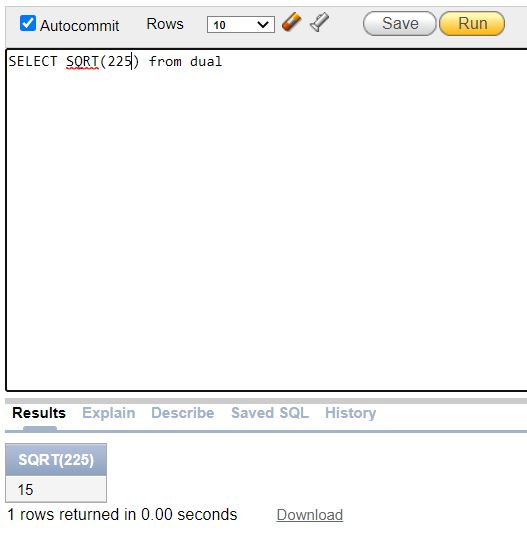 Autocommit Rows 10 Save Run
SELECT SQRT(225) from dual
Results Explain Describe Saved SQL History
SQRT(225)
15
1 rows returned in 0.00 seconds Download